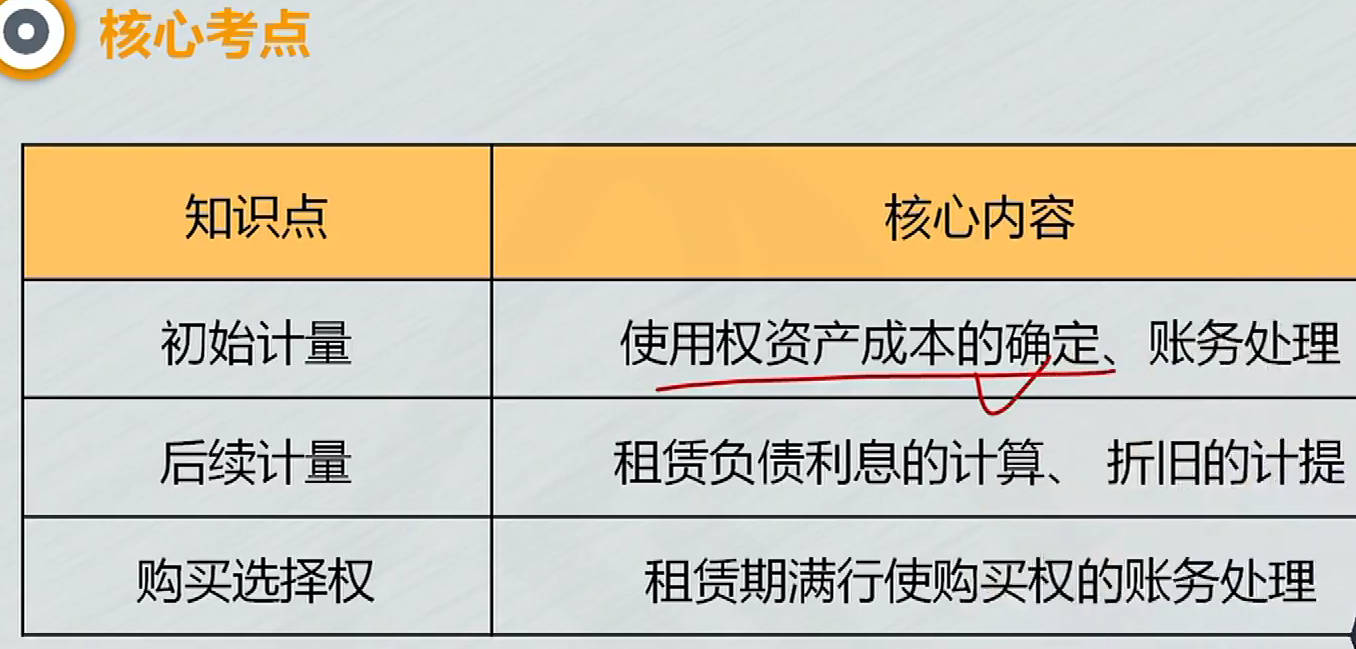 核心考点
知识点 核心内容
初始计量 使用权资产成本的确定、账务处理
后续计量 租赁负债利息的计算、 折旧的计提
购买选择权 租赁期满行使购买权的账务处理